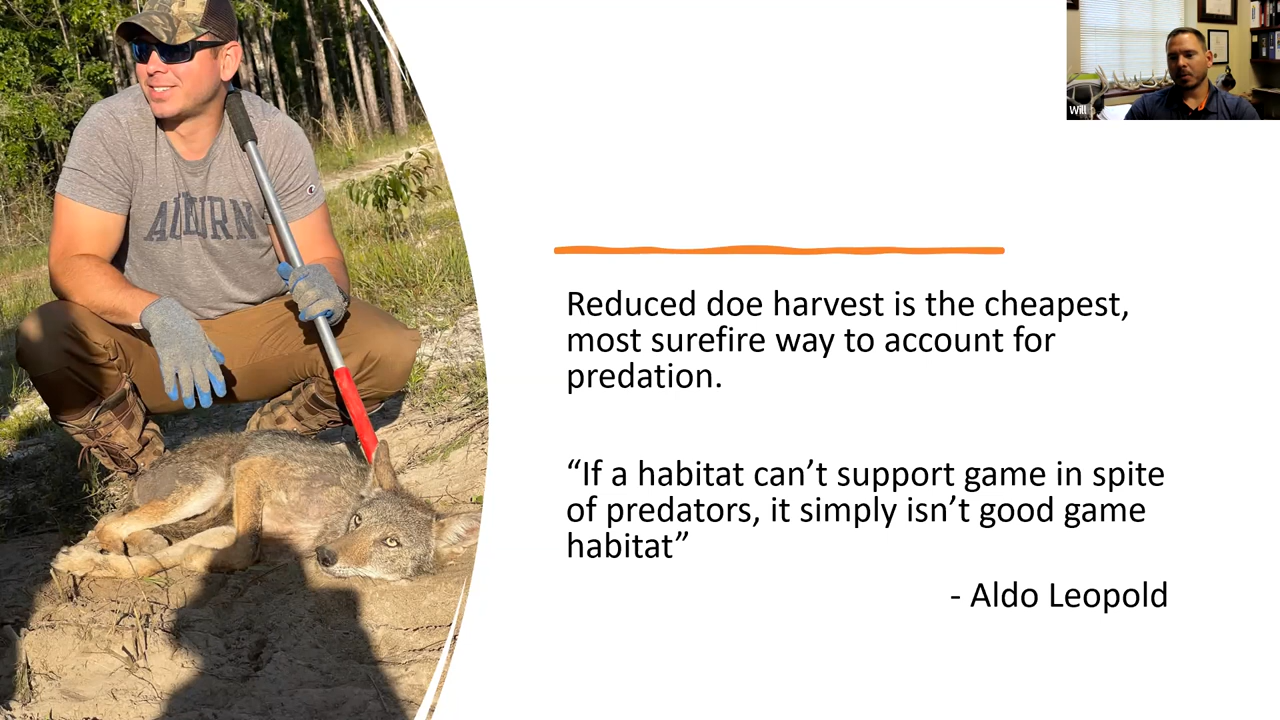 Will
AUBURN
Reduced doe harvest is the cheapest,
most surefire way to account for
predation.
“If a habitat can’t support game in spite
of predators, it simply isn’t good game
habitat”
- Aldo Leopold